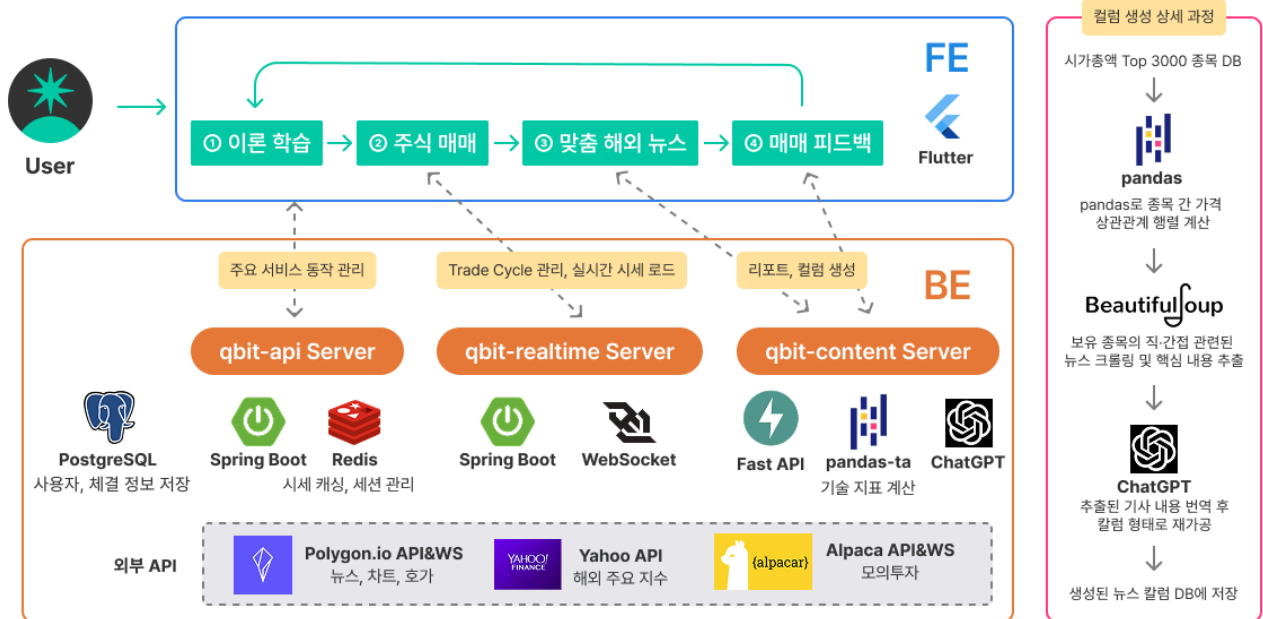 FE
User
① 이론 학습
② 주식 매매
③ 맞춤 해외 뉴스
④ 매매 피드백
Flutter
주요 서비스 동작 관리
Trade Cycle 관리, 실시간 시세 로드
리포트, 컬럼 생성
BE
qbit-api Server
qbit-realtime Server
qbit-content Server
PostgreSQL
사용자, 체결 정보 저장
Spring Boot
Redis
시세 캐싱, 세션 관리
Spring Boot
WebSocket
Fast API
pandas-ta
기술 지표 계산
ChatGPT
외부 API
Polygon.io API&WS
뉴스, 차트, 호가
YAHOO!
FINANCE
Yahoo API
해외 주요 지수
{alpacar}
Alpaca API&WS
모의투자
컬럼 생성 상세 과정
시가총액 Top 3000 종목 DB
pandas
pandas로 종목 간 가격
상관관계 행렬 계산
BeautifulSoup
보유 종목의 직·간접 관련된
뉴스 크롤링 및 핵심 내용 추출
ChatGPT
추출된 기사 내용 번역 후
칼럼 형태로 재가공
생성된 뉴스 칼럼 DB에 저장